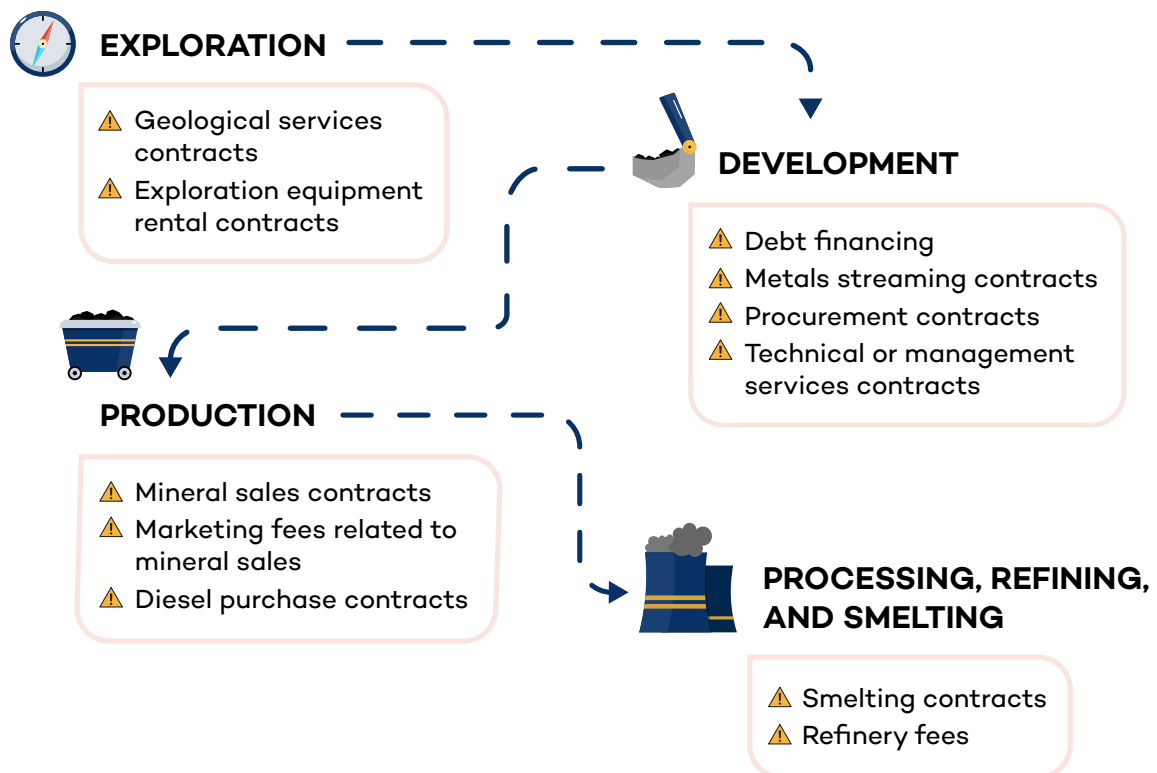 EXPLORATION
Geological services
contracts
Exploration equipment
rental contracts
DEVELOPMENT
Debt financing
Metals streaming contracts
Procurement contracts
Technical or management
services contracts
PRODUCTION
Mineral sales contracts
Marketing fees related to
mineral sales
Diesel purchase contracts
PROCESSING, REFINING,
AND SMELTING
Smelting contracts
Refinery fees